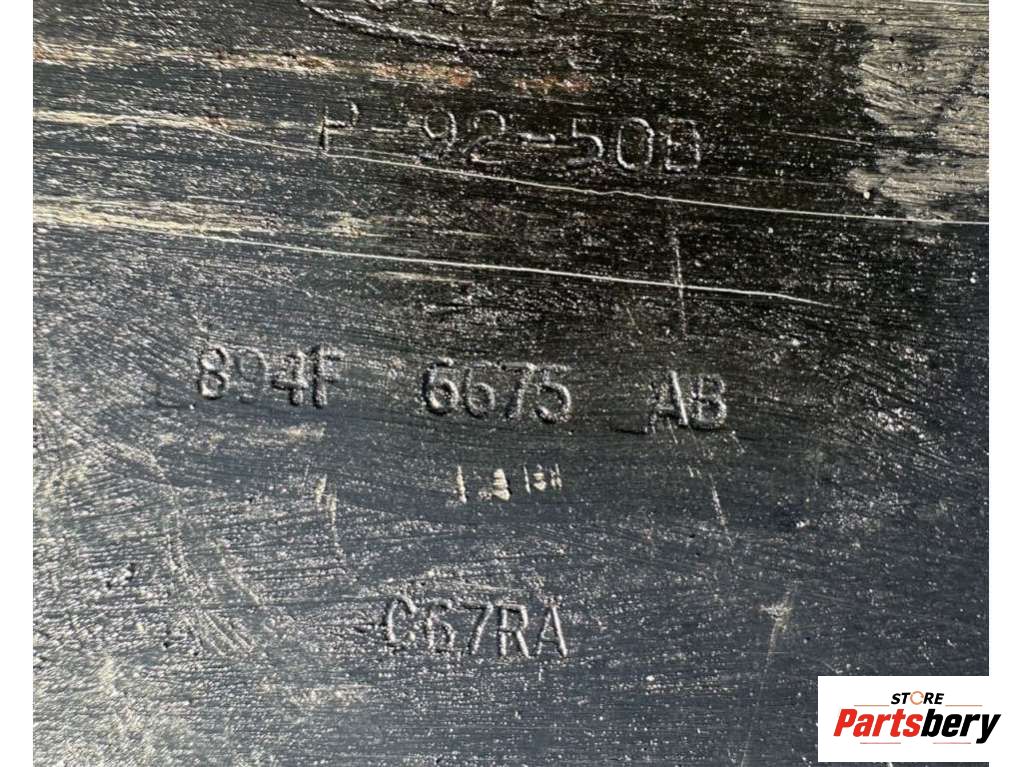 P-92-50B
894F 6675 AB
C67RA
STORE
Partsbery